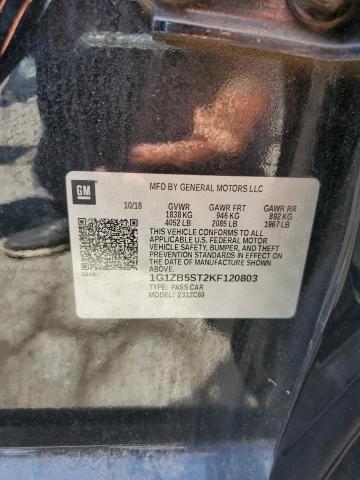 GM
MFD BY GENERAL MOTORS LLC
10/18 GVWR GAWR FRT GAWR RR
1838 KG 946 KG 892 KG
4052 LB 2085 LB 1967 LB
THIS VEHICLE CONFORMS TO ALL
APPLICABLE U.S. FEDERAL MOTOR
VEHICLE SAFETY, BUMPER, AND THEFT
PREVENTION STANDARDS IN EFFECT ON
THE DATE OF MANUFACTURE SHOWN
ABOVE.
1G1ZB5ST2KF120803
TYPE: PASS CAR
MODEL: 231ZC69